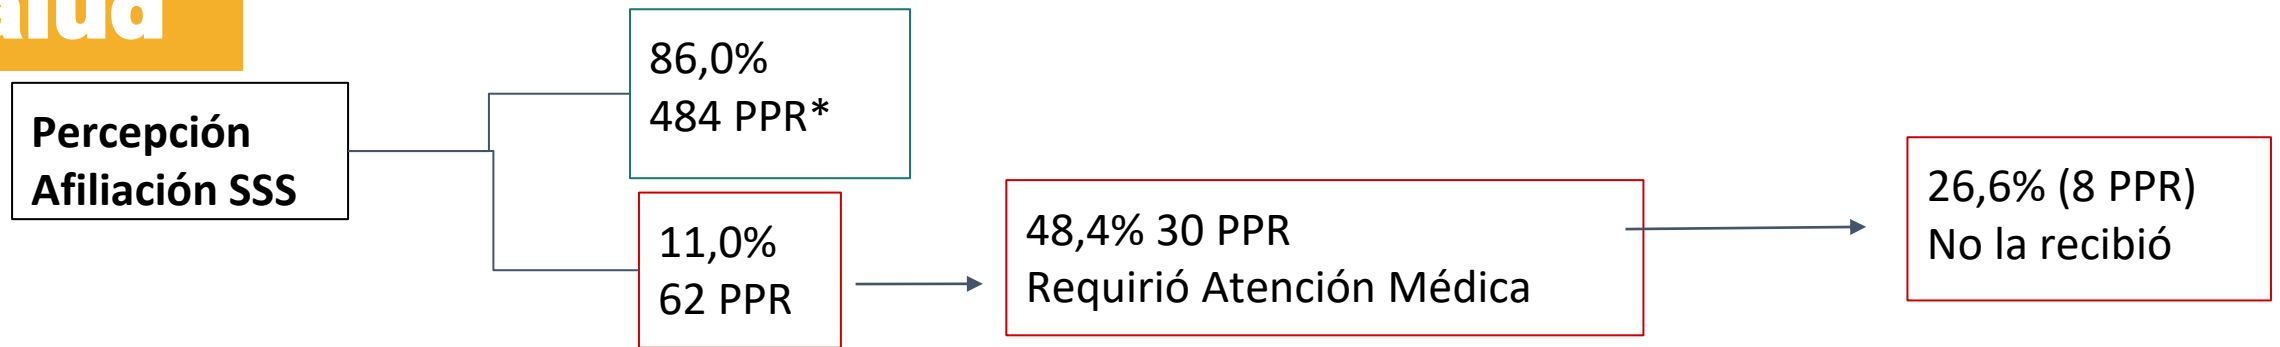 Percepción
Afiliación SSS
86,0%
484 PPR*
11,0%
62 PPR
48,4% 30 PPR
Requirió Atención Médica
26,6% (8 PPR)
No la recibió